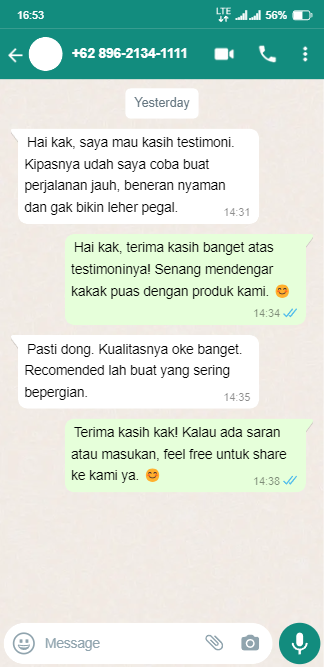 16:53 LTE 56%
+62 896-2134-1111
Yesterday
Hai kak, saya mau kasih testimoni.
Kipasnya udah saya coba buat
perjalanan jauh, beneran nyaman
dan gak bikin leher pegal.
14:31
Hai kak, terima kasih banget atas
testimoninya! Senang mendengar
kakak puas dengan produk kami. 😊
14:34
Pasti dong. Kualitasnya oke banget.
Recomended lah buat yang sering
bepergian.
14:35
Terima kasih kak! Kalau ada saran
atau masukan, feel free untuk share
ke kami ya. 😊
14:38
Message